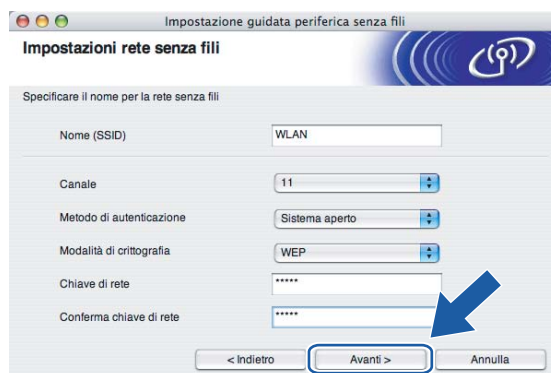 Impostazione guidata periferica senza fili
Impostazioni rete senza fili
Specificare il nome per la rete senza fili
Nome (SSID) WLAN
Canale 11
Metodo di autenticazione Sistema aperto
Modalità di crittografia WEP
Chiave di rete *****
Conferma chiave di rete *****
< Indietro Avanti > Annulla